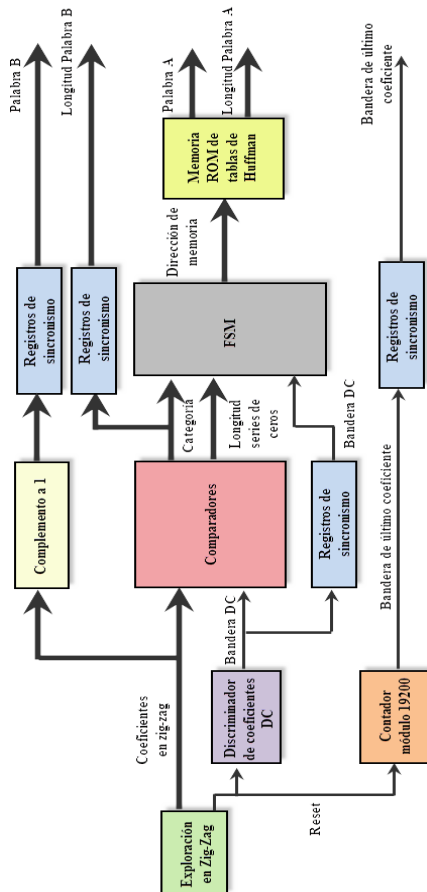 Exploración
en Zig-Zag
Coeficientes
en zig-zag
Reset
Discriminador
de coeficientes
DC
Contador
módulo 19200
Complemento a 1
Bandera DC
Comparadores
Registros de
sincronismo
Bandera de último coeficiente
Categoría
Longitud
series de
ceros
Bandera DC
Registros de
sincronismo
Registros de
sincronismo
FSM
Registros de
sincronismo
Dirección de
memoria
Memoria
ROM de
tablas de
Huffman
Palabra B
Longitud Palabra B
Palabra A
Longitud Palabra A
Bandera de último
coeficiente